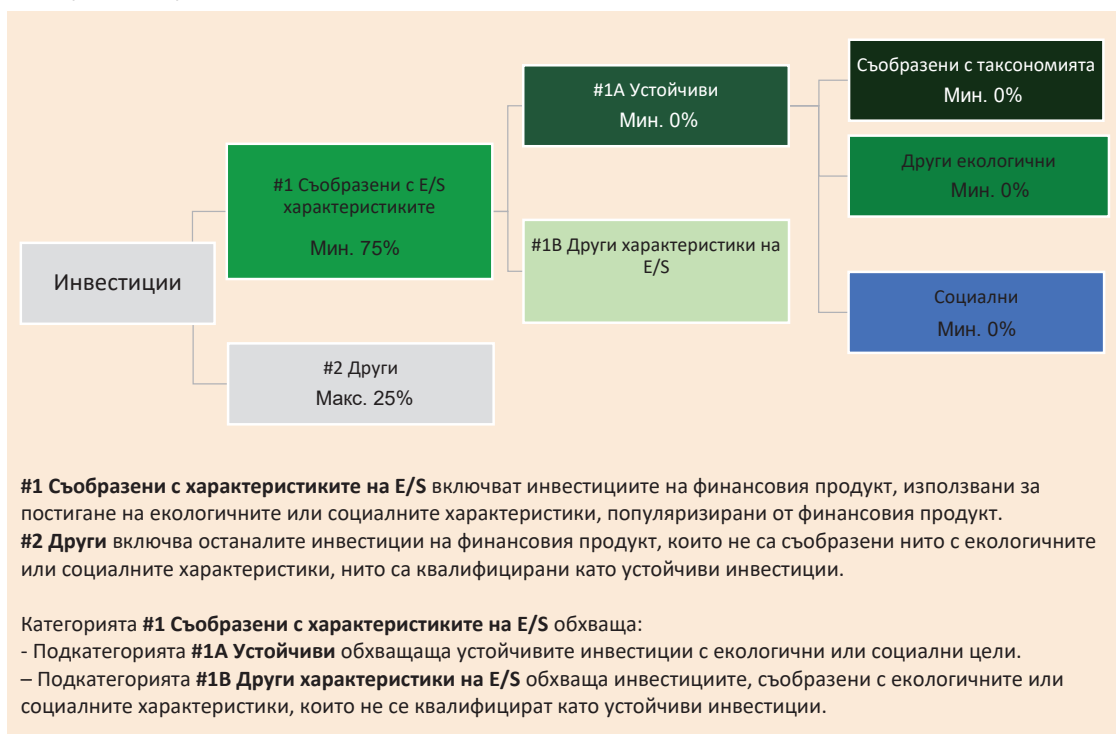 Инвестиции
#1 Съобразени с E/S
характеристиките
Мин. 75%
#2 Други
Макс. 25%
#1A Устойчиви
Мин. 0%
#1B Други характеристики на
E/S
Съобразени с таксономията
Мин. 0%
Други екологични
Мин. 0%
Социални
Мин. 0%
#1 Съобразени с характеристиките на E/S включват инвестициите на финансовия продукт, използвани за
постигане на екологичните или социалните характеристики, популяризирани от финансовия продукт.
#2 Други включва останалите инвестиции на финансовия продукт, които не са съобразени нито с екологичните
или социалните характеристики, нито са квалифицирани като устойчиви инвестиции.
Категорията #1 Съобразени с характеристиките на E/S обхваща:
- Подкатегорията #1A Устойчиви обхващаща устойчивите инвестиции с екологични или социални цели.
– Подкатегорията #1B Други характеристики на E/S обхваща инвестициите, съобразени с екологичните или
социалните характеристики, които не се квалифицират като устойчиви инвестиции.